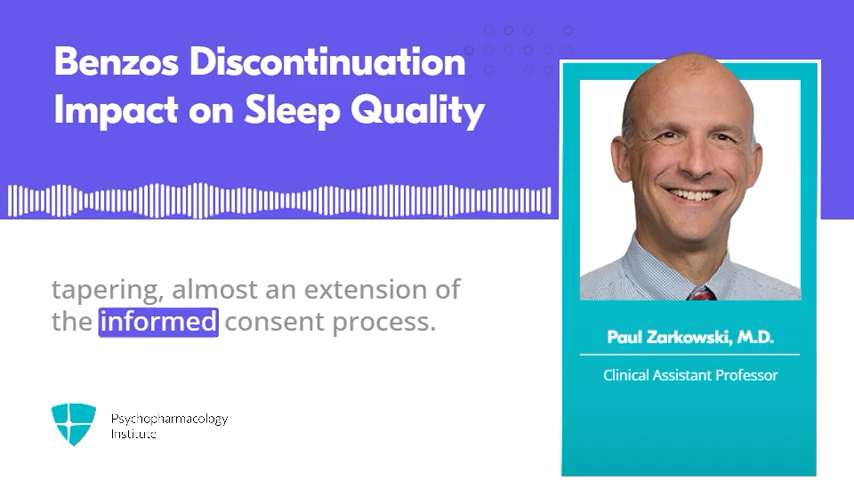 Benzos Discontinuation
Impact on Sleep Quality
tapering, almost an extension of
the informed consent process.
Psychopharmacology
Institute
Paul Zarkowski, M.D.
Clinical Assistant Professor